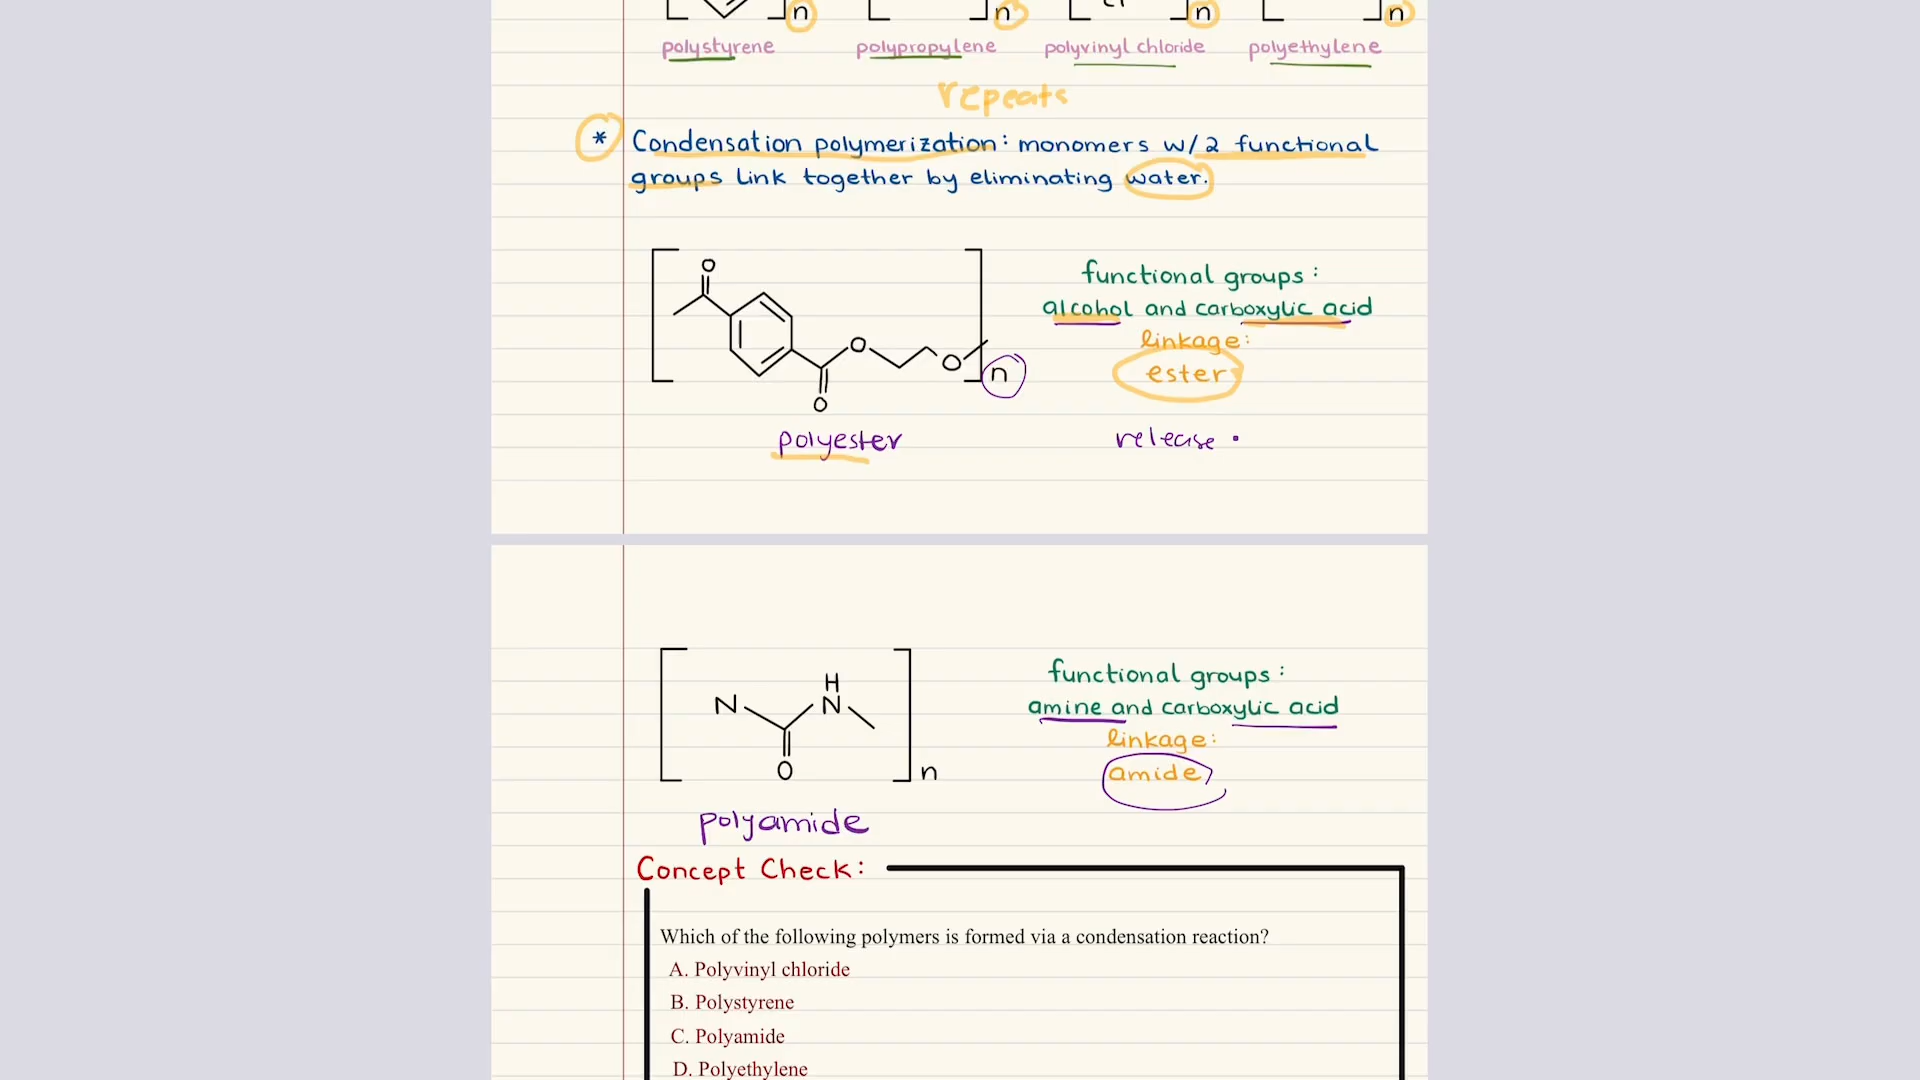 n n Cl n n
polystyrene polypropylene polyvinyl chloride polyethylene
repeats
* Condensation polymerization: monomers w/ 2 functional
groups link together by eliminating water.
O
functional groups:
alcohol and carboxylic acid
linkage:
O
O
n
ester
O
polyester
release
H
functional groups:
N
N
amine and carboxylic acid
linkage:
O
n
amide
polyamide
Concept Check:
Which of the following polymers is formed via a condensation reaction?
A. Polyvinyl chloride
B. Polystyrene
C. Polyamide
D. Polyethylene